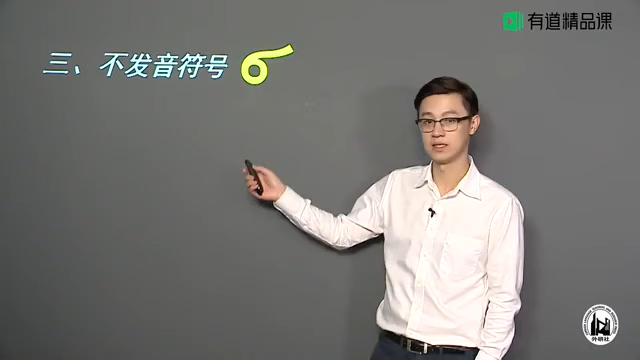 有道精品课
三、不发音符号
外研社